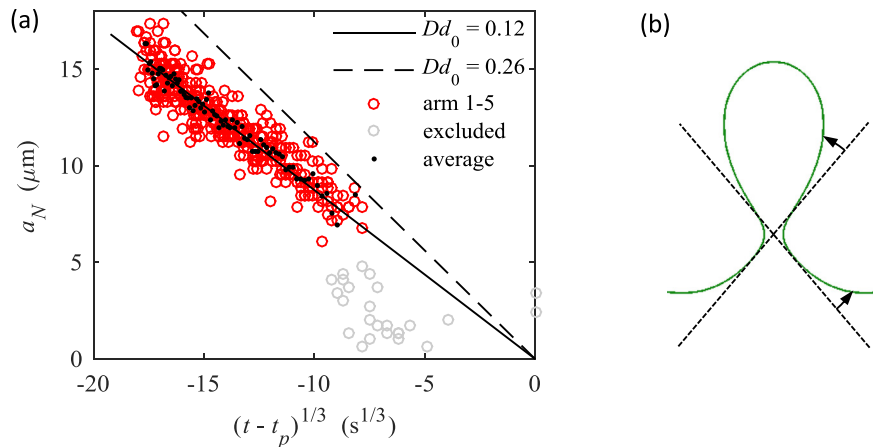 (a)
(b)
Dd0 = 0.12
Dd0 = 0.26
arm 1-5
excluded
average
15
10
5
0
aN (μm)
-20 -15 -10 -5 0
(t - tp)1/3 (s1/3)